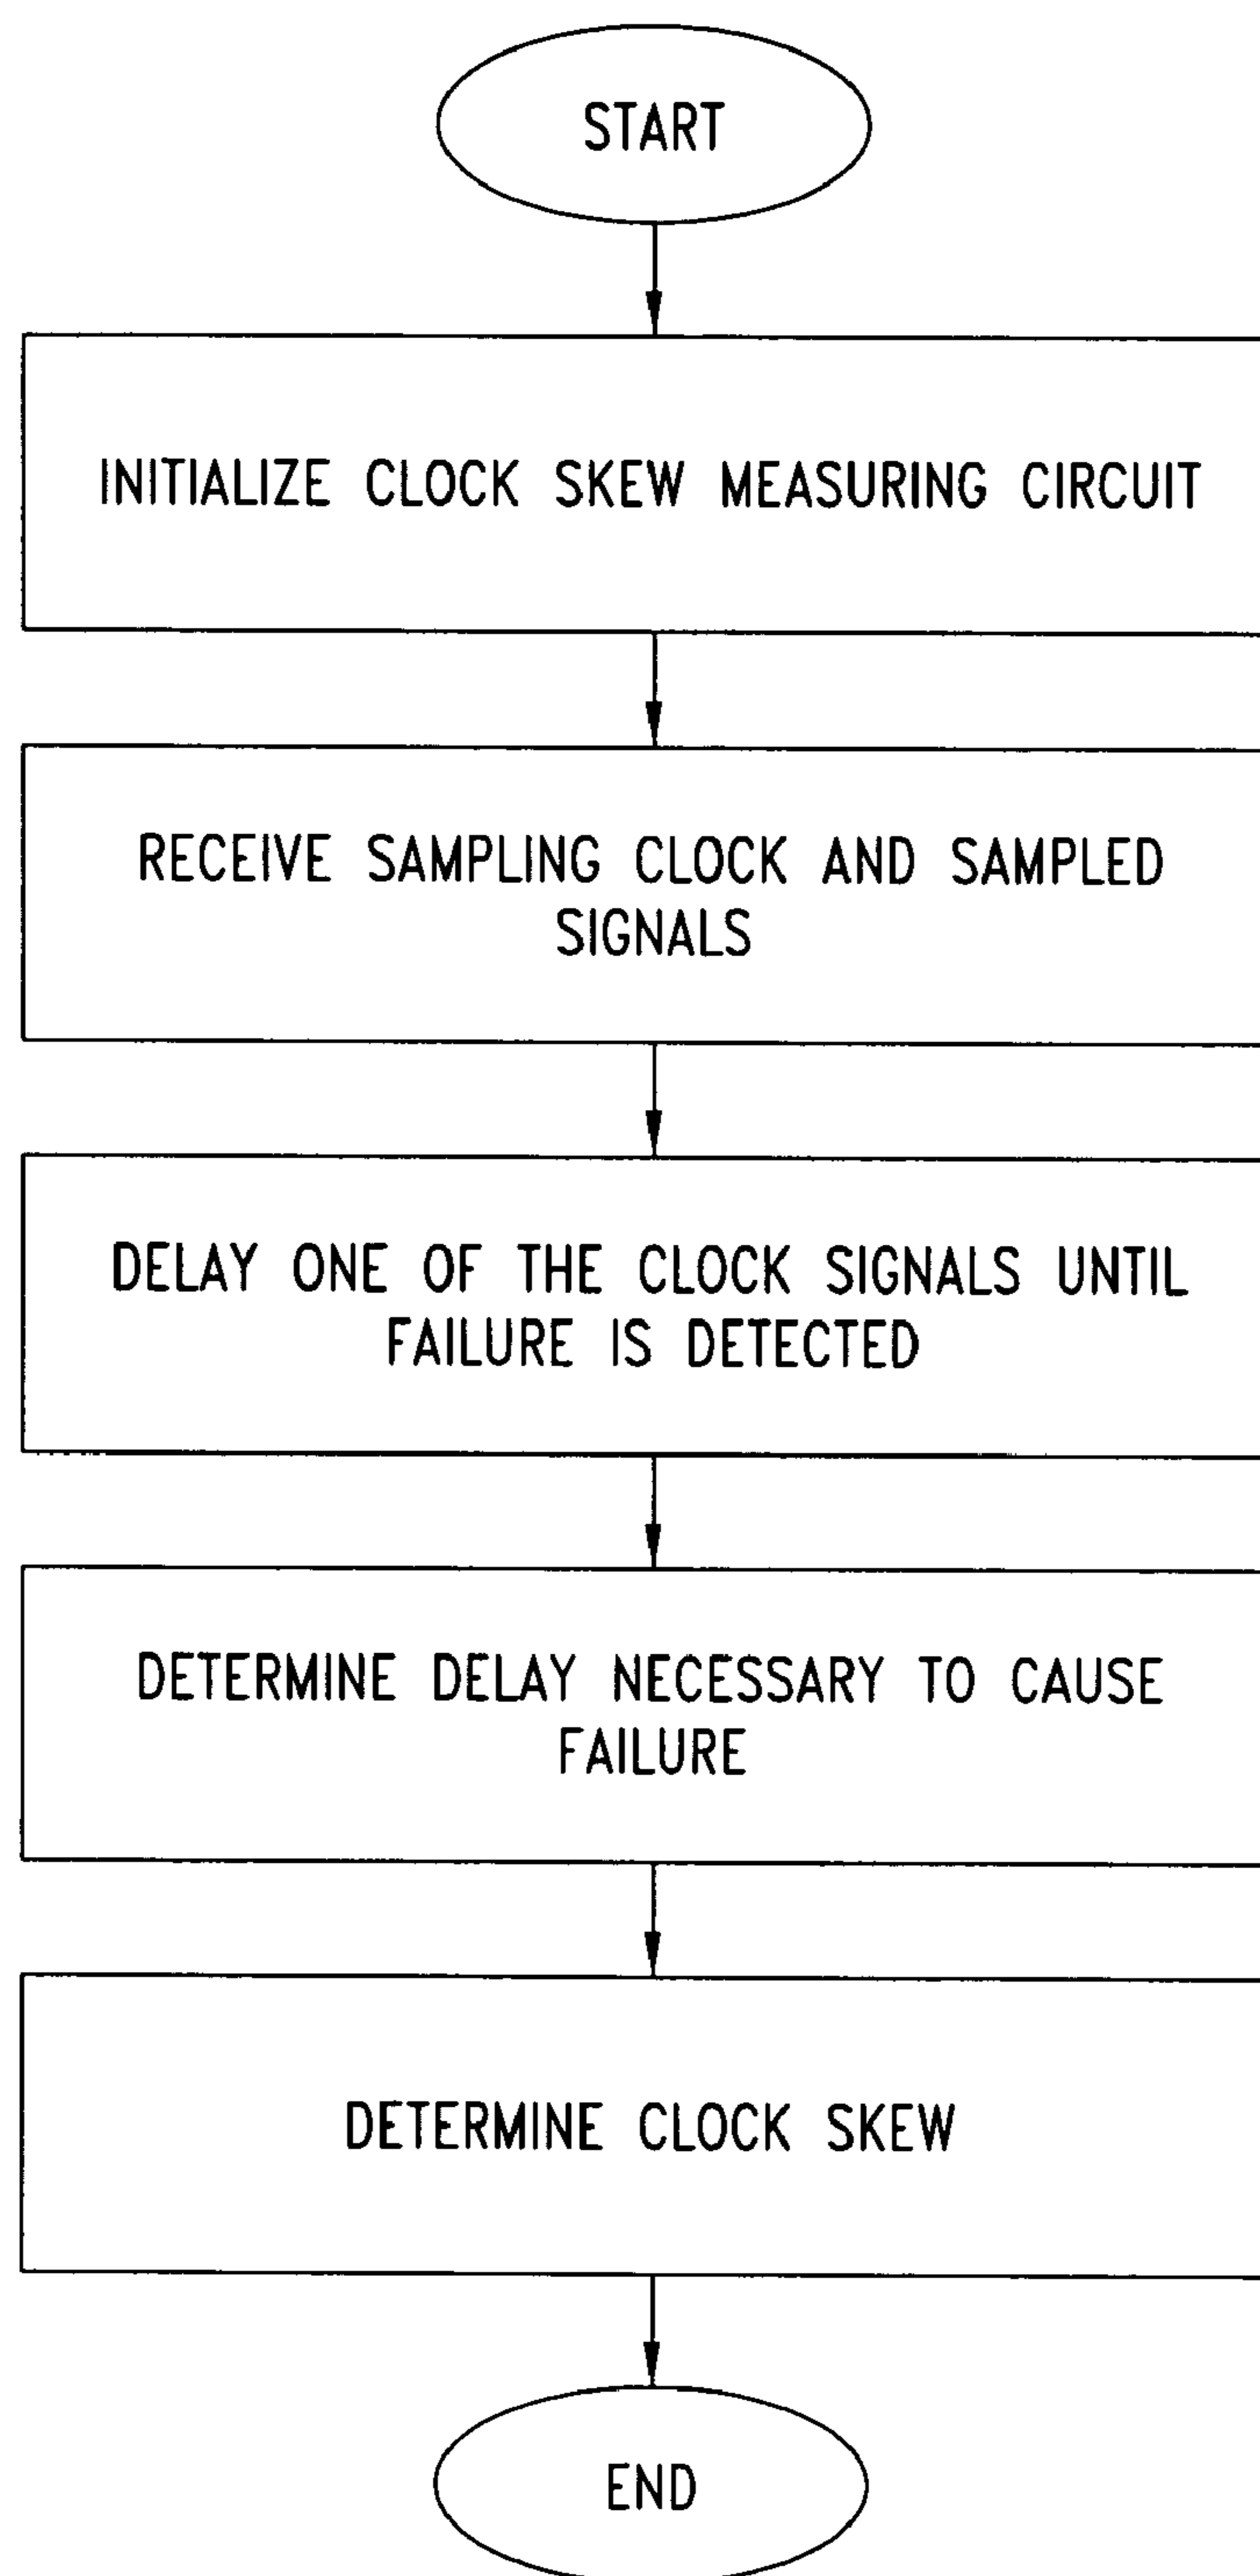 START
INITIALIZE CLOCK SKEW MEASURING CIRCUIT
RECEIVE SAMPLING CLOCK AND SAMPLED
SIGNALS
DELAY ONE OF THE CLOCK SIGNALS UNTIL
FAILURE IS DETECTED
DETERMINE DELAY NECESSARY TO CAUSE
FAILURE
DETERMINE CLOCK SKEW
END